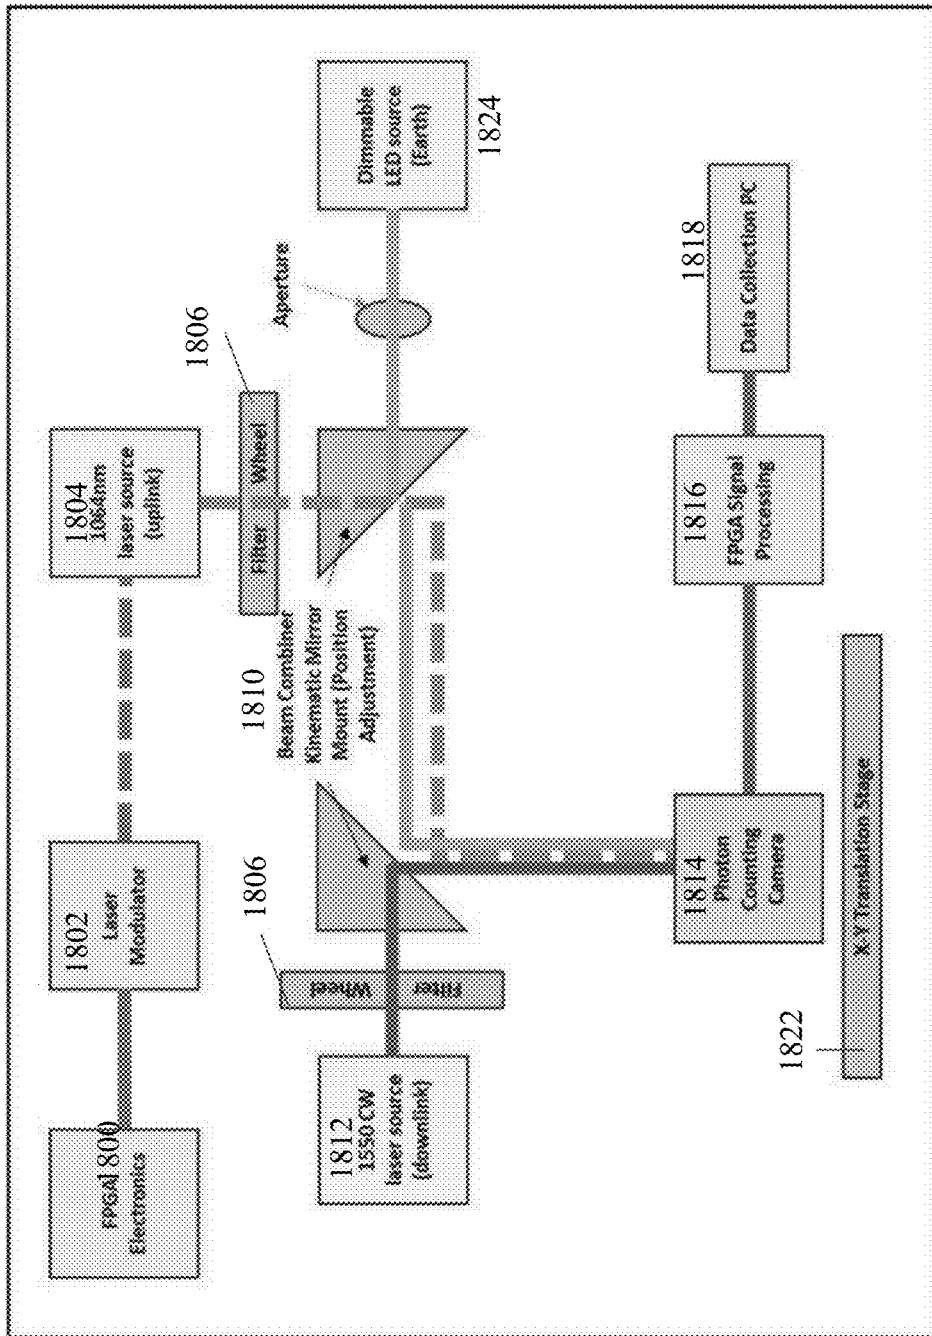 FPGA 1800
Electronics
1802
Laser
Modulator
1804
1064nm
laser source
(uplink)
1806
Filter Wheel
1810
Beam Combiner
Kinematic Mirror
Mount (Position
Adjustment)
1806
Filter Wheel
Aperture
1812
1550 CW
laser source
(downlink)
Dimmable
LED source
(Earth)
1824
1814
Photon
Counting
Camera
1816
FPGA Signal
Processing
1818
Data Collection PC
1822
X-Y Translation Stage